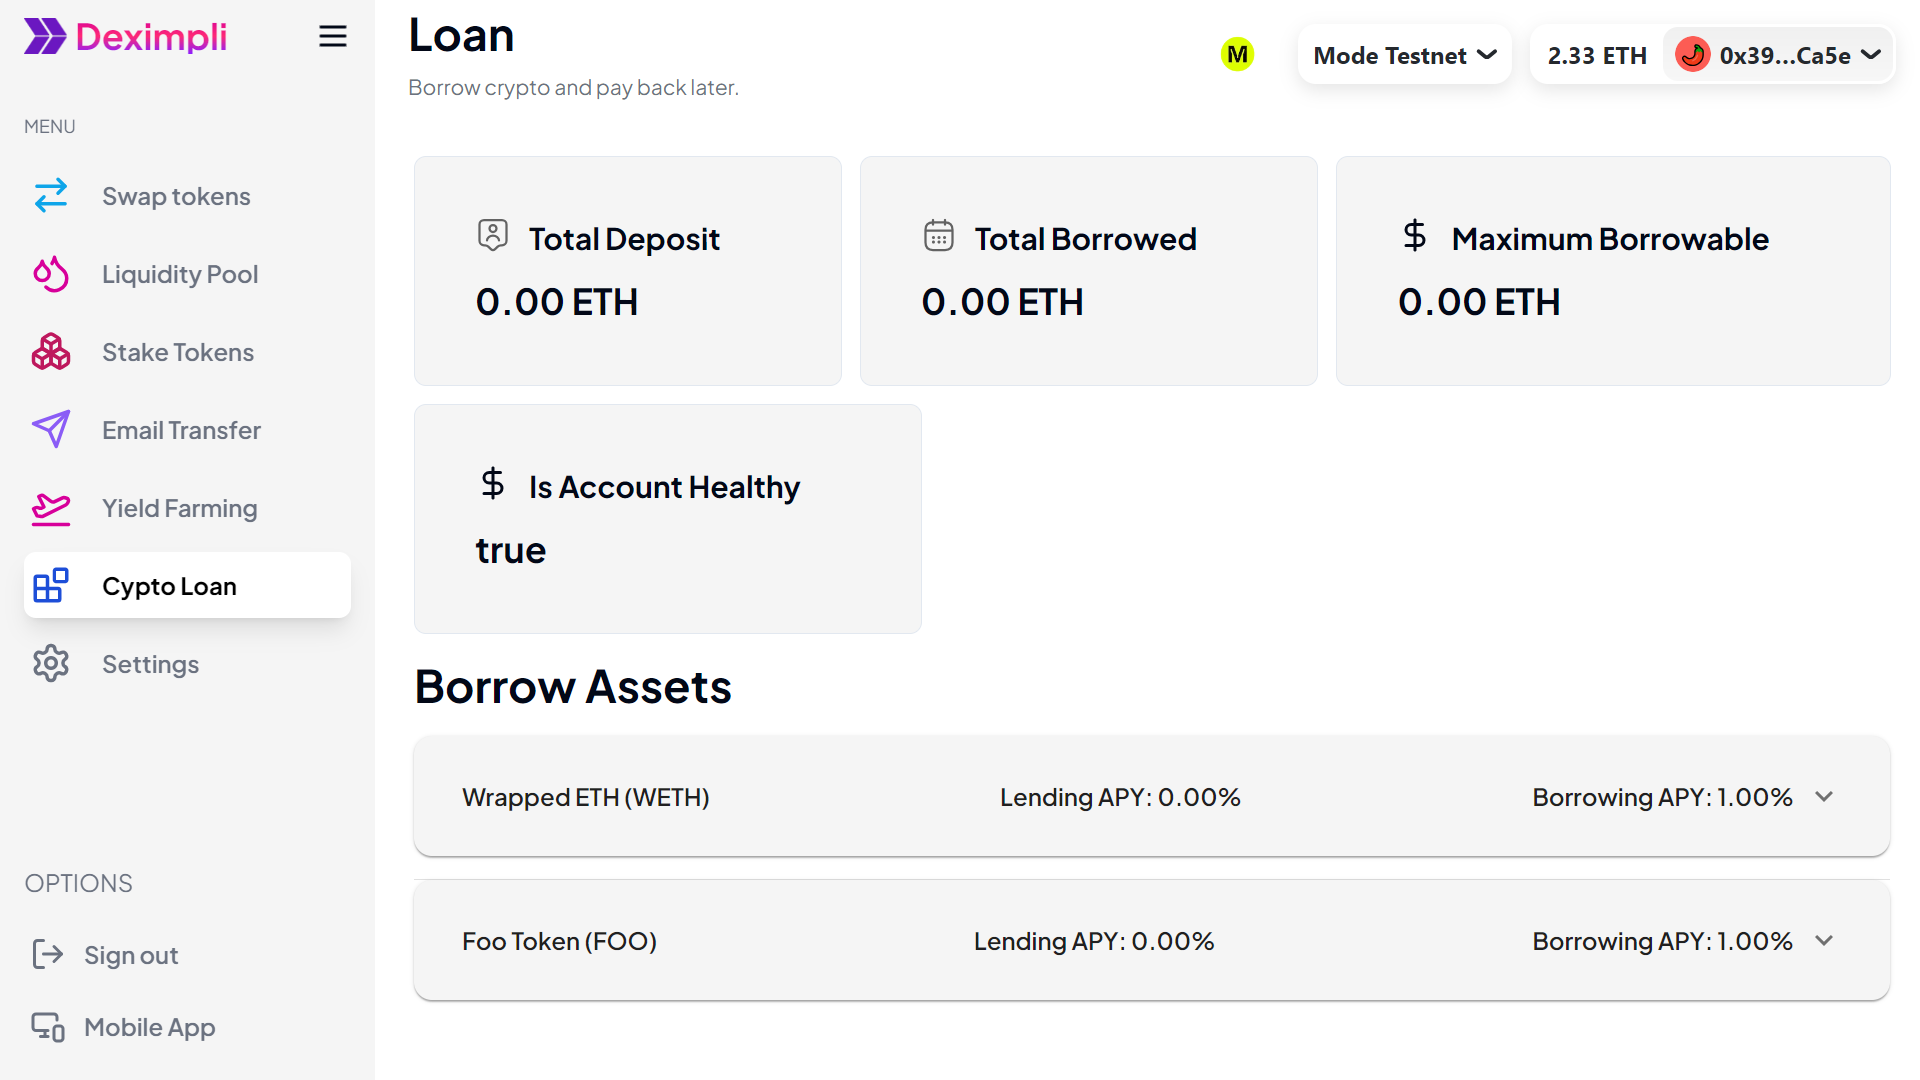 Deximpli
MENU
Swap tokens
Liquidity Pool
Stake Tokens
Email Transfer
Yield Farming
Cypto Loan
Settings
OPTIONS
Sign out
Mobile App
Loan
Borrow crypto and pay back later.
M
Mode Testnet
2.33 ETH
0x39...Ca5e
Total Deposit
0.00 ETH
Total Borrowed
0.00 ETH
Maximum Borrowable
0.00 ETH
Is Account Healthy
true
Borrow Assets
Wrapped ETH (WETH) Lending APY: 0.00% Borrowing APY: 1.00%
Foo Token (FOO) Lending APY: 0.00% Borrowing APY: 1.00%